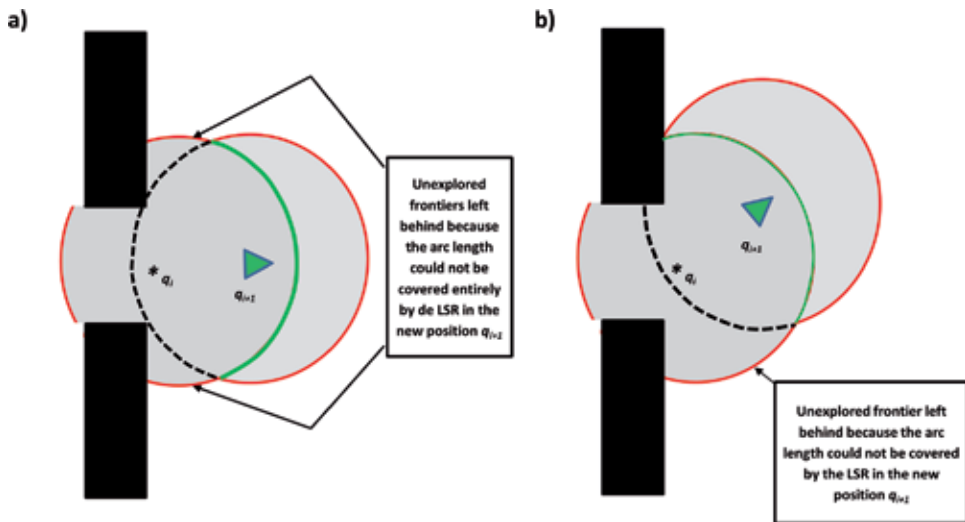 a)
b)
Unexplored
frontiers left
behind because
the arc length
could not be
covered entirely
by de LSR in the
new position qi+1
* qi
qi+1
* qi
qi+1
Unexplored frontier left
behind because the arc
length could not be covered
by the LSR in the new
position qi+1